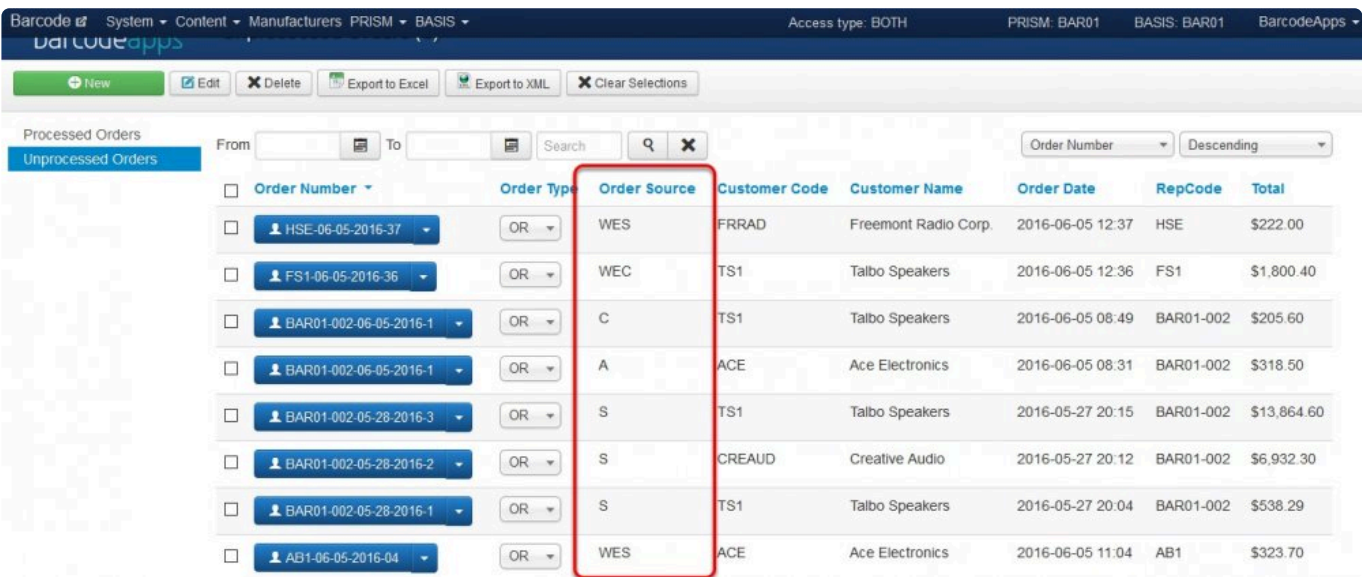 Barcode System Content Manufacturers PRISM BASIS Access type: BOTH PRISM: BAR01 BASIS: BAR01 BarcodeApps
barcodeapps
New Edit Delete Export to Excel Export to XML Clear Selections
Processed Orders
Unprocessed Orders
From To Search Order Number Descending
Order Number Order Type Order Source Customer Code Customer Name Order Date RepCode Total
HSE-06-05-2016-37 OR WES FRRAD Freemont Radio Corp. 2016-06-05 12:37 HSE $222.00
FS1-06-05-2016-36 OR WEC TS1 Talbo Speakers 2016-06-05 12:36 FS1 $1,800.40
BAR01-002-06-05-2016-1 OR C TS1 Talbo Speakers 2016-06-05 08:49 BAR01-002 $205.60
BAR01-002-06-05-2016-1 OR A ACE Ace Electronics 2016-06-05 08:31 BAR01-002 $318.50
BAR01-002-05-28-2016-3 OR S TS1 Talbo Speakers 2016-05-27 20:15 BAR01-002 $13,864.60
BAR01-002-05-28-2016-2 OR S CREAUD Creative Audio 2016-05-27 20:12 BAR01-002 $6,932.30
BAR01-002-05-28-2016-1 OR S TS1 Talbo Speakers 2016-05-27 20:04 BAR01-002 $538.29
AB1-06-05-2016-04 OR WES ACE Ace Electronics 2016-06-05 11:04 AB1 $323.70